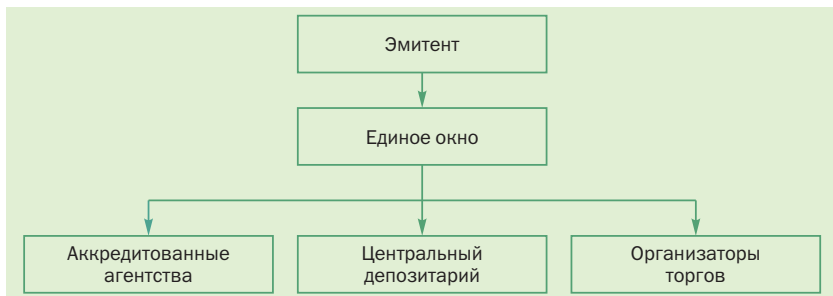 Эмитент
Единое окно
Аккредитованные
агентства
Центральный
депозитарий
Организаторы
торгов